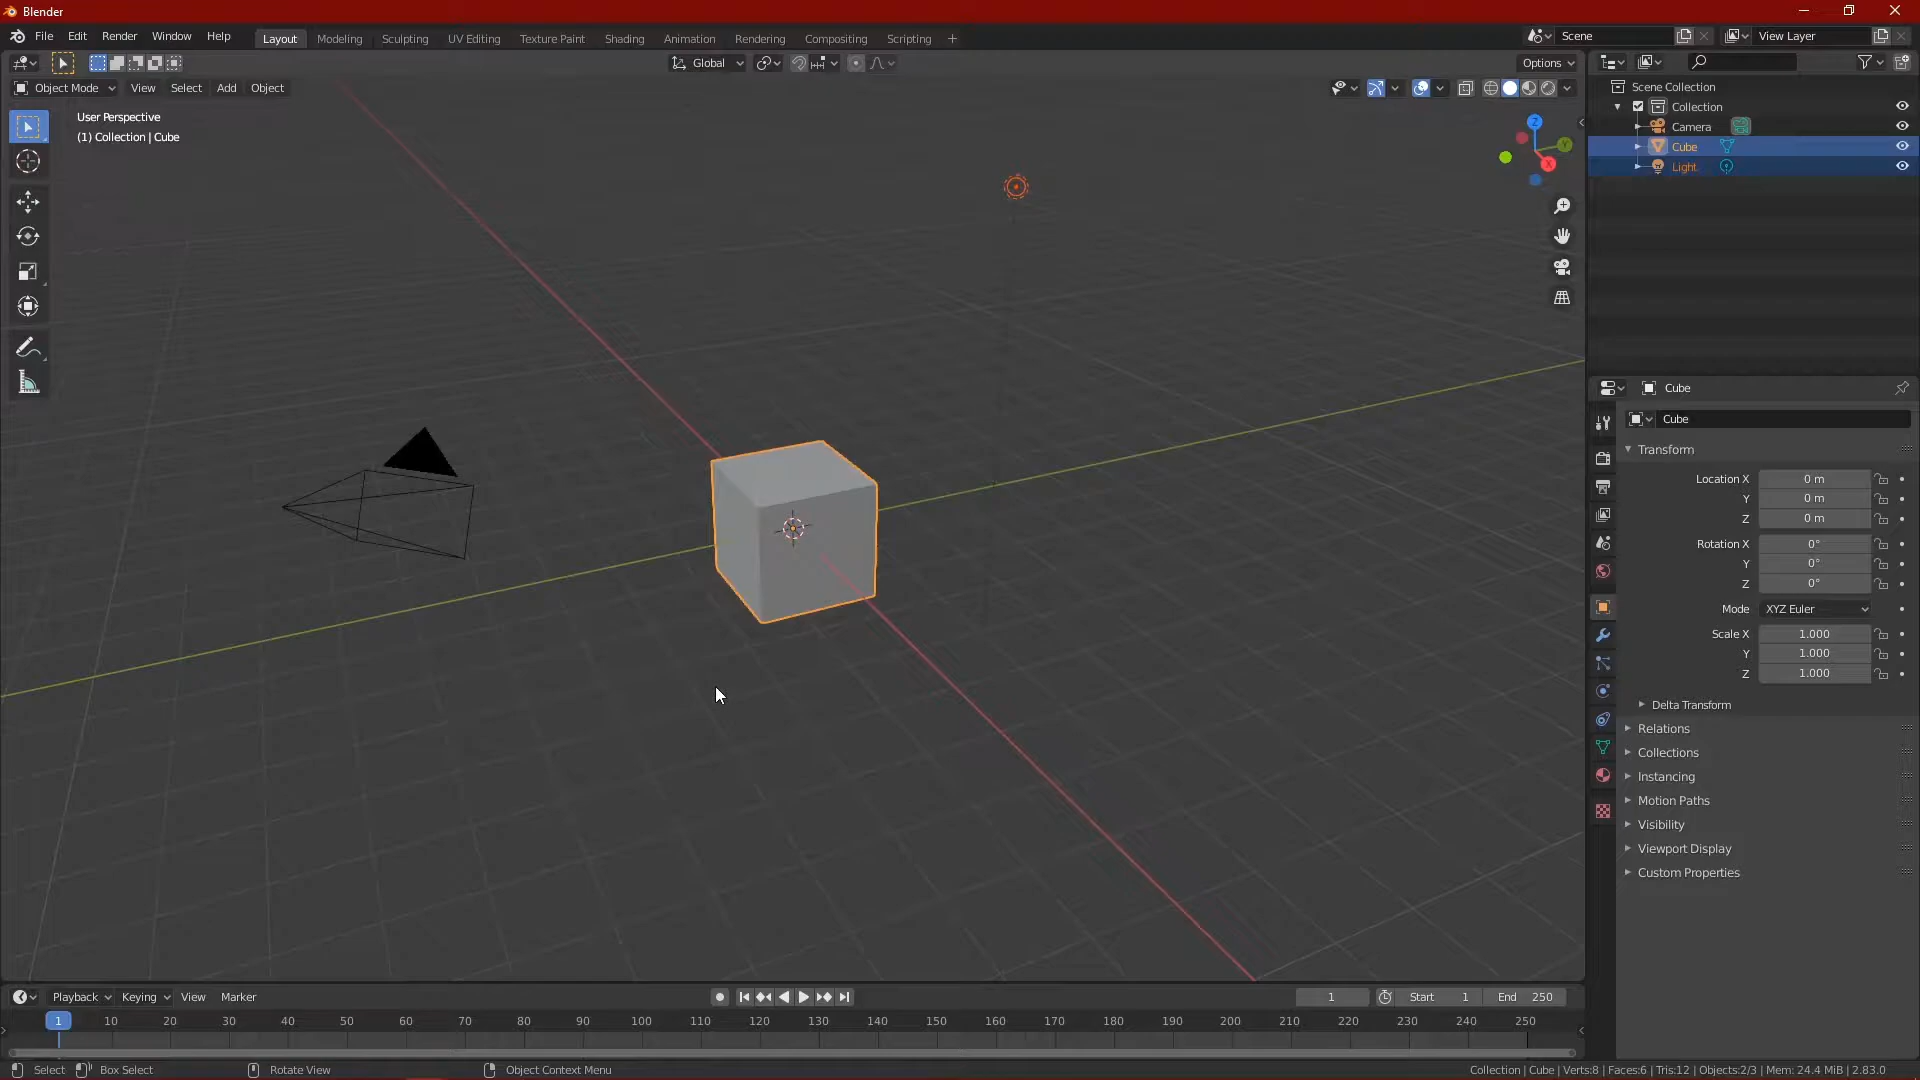 Blender
File Edit Render Window Help Layout Modeling Sculpting UV Editing Texture Paint Shading Animation Rendering Compositing Scripting + Scene View Layer
Global Options
Object Mode View Select Add Object
User Perspective
(1) Collection | Cube
Z
Y
X
Scene Collection
Collection
Camera
Cube
Light
Cube
Cube
Transform
Location X 0 m
Y 0 m
Z 0 m
Rotation X 0°
Y 0°
Z 0°
Mode XYZ Euler
Scale X 1.000
Y 1.000
Z 1.000
Delta Transform
Relations
Collections
Instancing
Motion Paths
Visibility
Viewport Display
Custom Properties
Playback Keying View Marker 1 Start 1 End 250
1 10 20 30 40 50 60 70 80 90 100 110 120 130 140 150 160 170 180 190 200 210 220 230 240 250
Select Box Select Rotate View Object Context Menu Collection | Cube | Verts:8 | Faces:6 | Tris:12 | Objects:2/3 | Mem: 24.4 MiB | 2.83.0